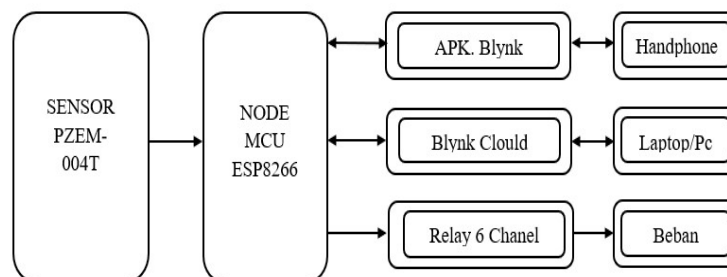 SENSOR
PZEM-
004T
NODE
MCU
ESP8266
APK. Blynk
Handphone
Blynk Clould
Laptop/Pc
Relay 6 Chanel
Beban